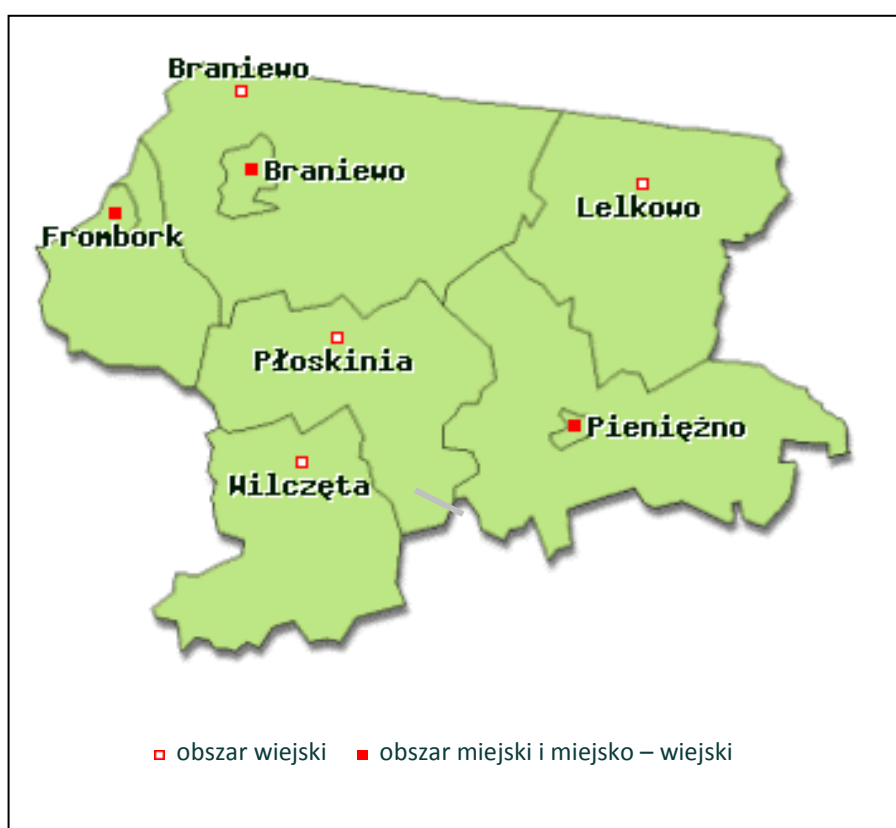 Braniewo
Braniewo
Lelkowo
Frombork
Płoskinia
Pieniężno
Wilczęta
obszar wiejski obszar miejski i miejsko – wiejski